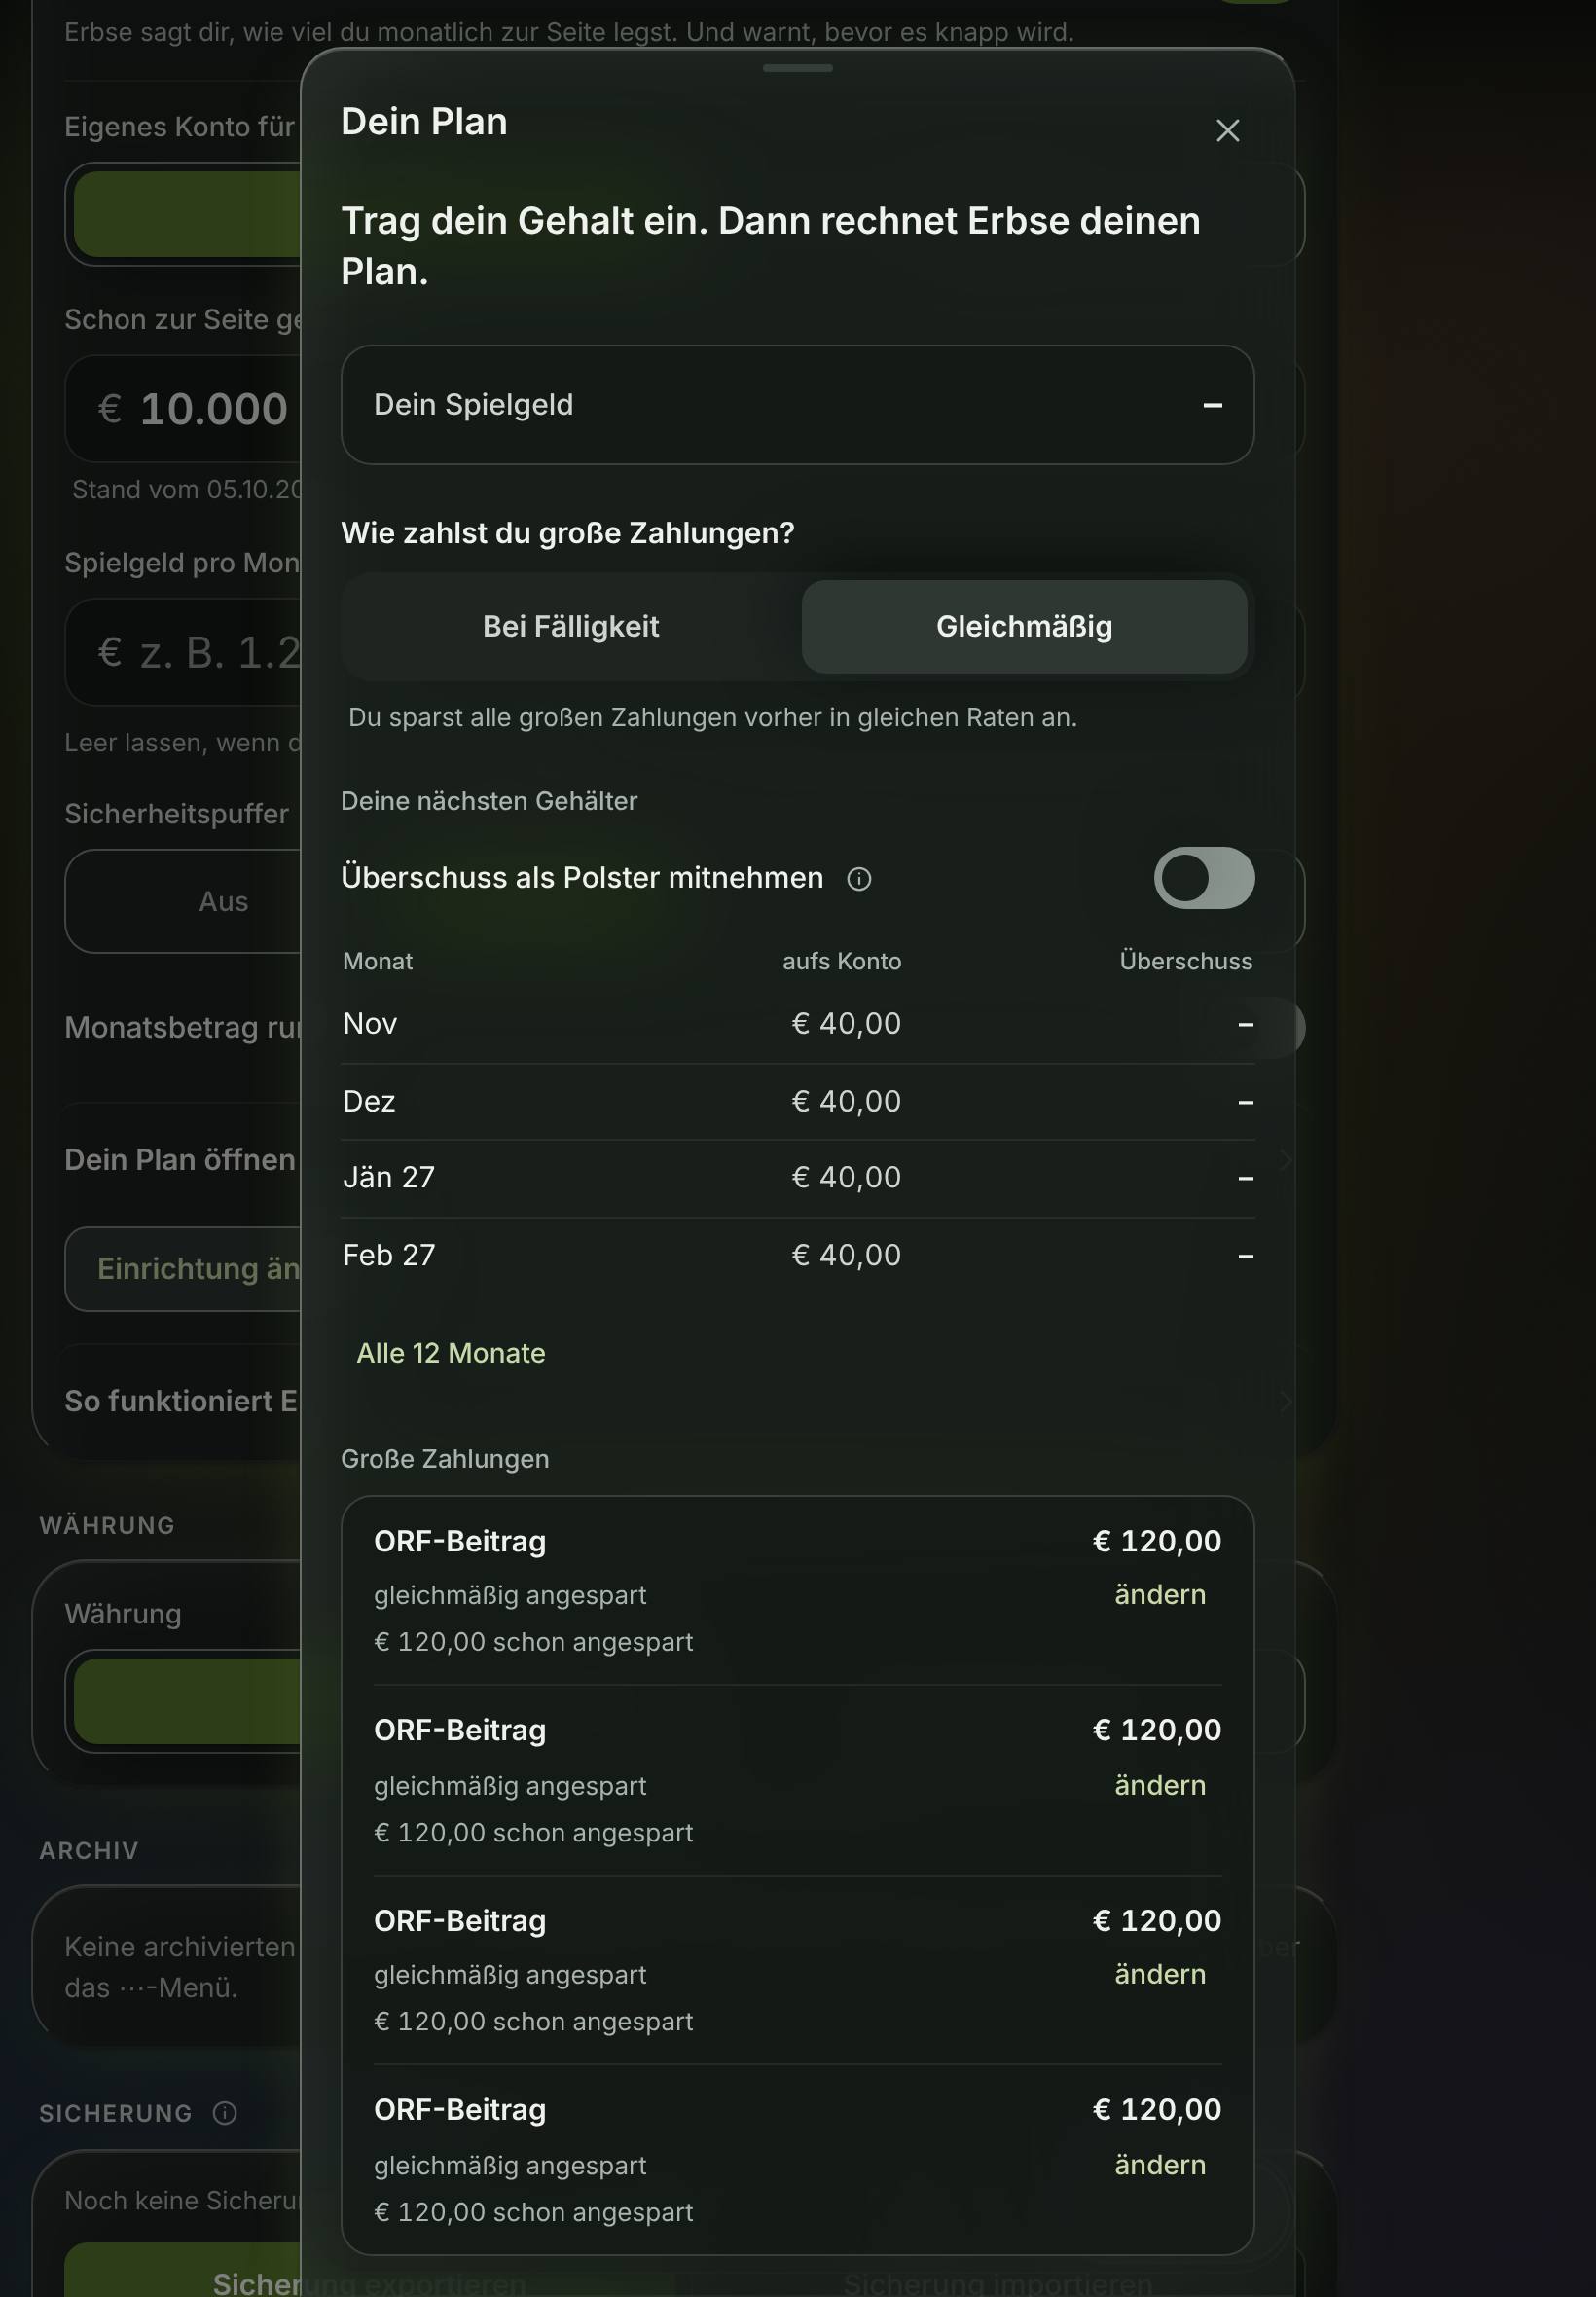 Erbse sagt dir, wie viel du monatlich zur Seite legst. Und warnt, bevor es knapp wird.
Dein Plan
Trag dein Gehalt ein. Dann rechnet Erbse deinen
Plan.
Dein Spielgeld –
Wie zahlst du große Zahlungen?
Bei Fälligkeit Gleichmäßig
Du sparst alle großen Zahlungen vorher in gleichen Raten an.
Deine nächsten Gehälter
Überschuss als Polster mitnehmen
Monat aufs Konto Überschuss
Nov € 40,00 –
Dez € 40,00 –
Jän 27 € 40,00 –
Feb 27 € 40,00 –
Alle 12 Monate
Große Zahlungen
ORF-Beitrag € 120,00
gleichmäßig angespart ändern
€ 120,00 schon angespart
ORF-Beitrag € 120,00
gleichmäßig angespart ändern
€ 120,00 schon angespart
ORF-Beitrag € 120,00
gleichmäßig angespart ändern
€ 120,00 schon angespart
ORF-Beitrag € 120,00
gleichmäßig angespart ändern
€ 120,00 schon angespart
Eigenes Konto für
Schon zur Seite
€ 10.000
Stand vom 05.10.20
Spielgeld pro Mon
€ z. B. 1.2
Leer lassen, wenn
Sicherheitspuffer
Aus
Monatsbetrag
Dein Plan öffnen
Einrichtung än
So funktioniert E
WÄHRUNG
Währung
ARCHIV
Keine archivierten
das ···-Menü.
SICHERUNG
Noch keine Sicheru
Sicherung exportieren Sicherung importieren